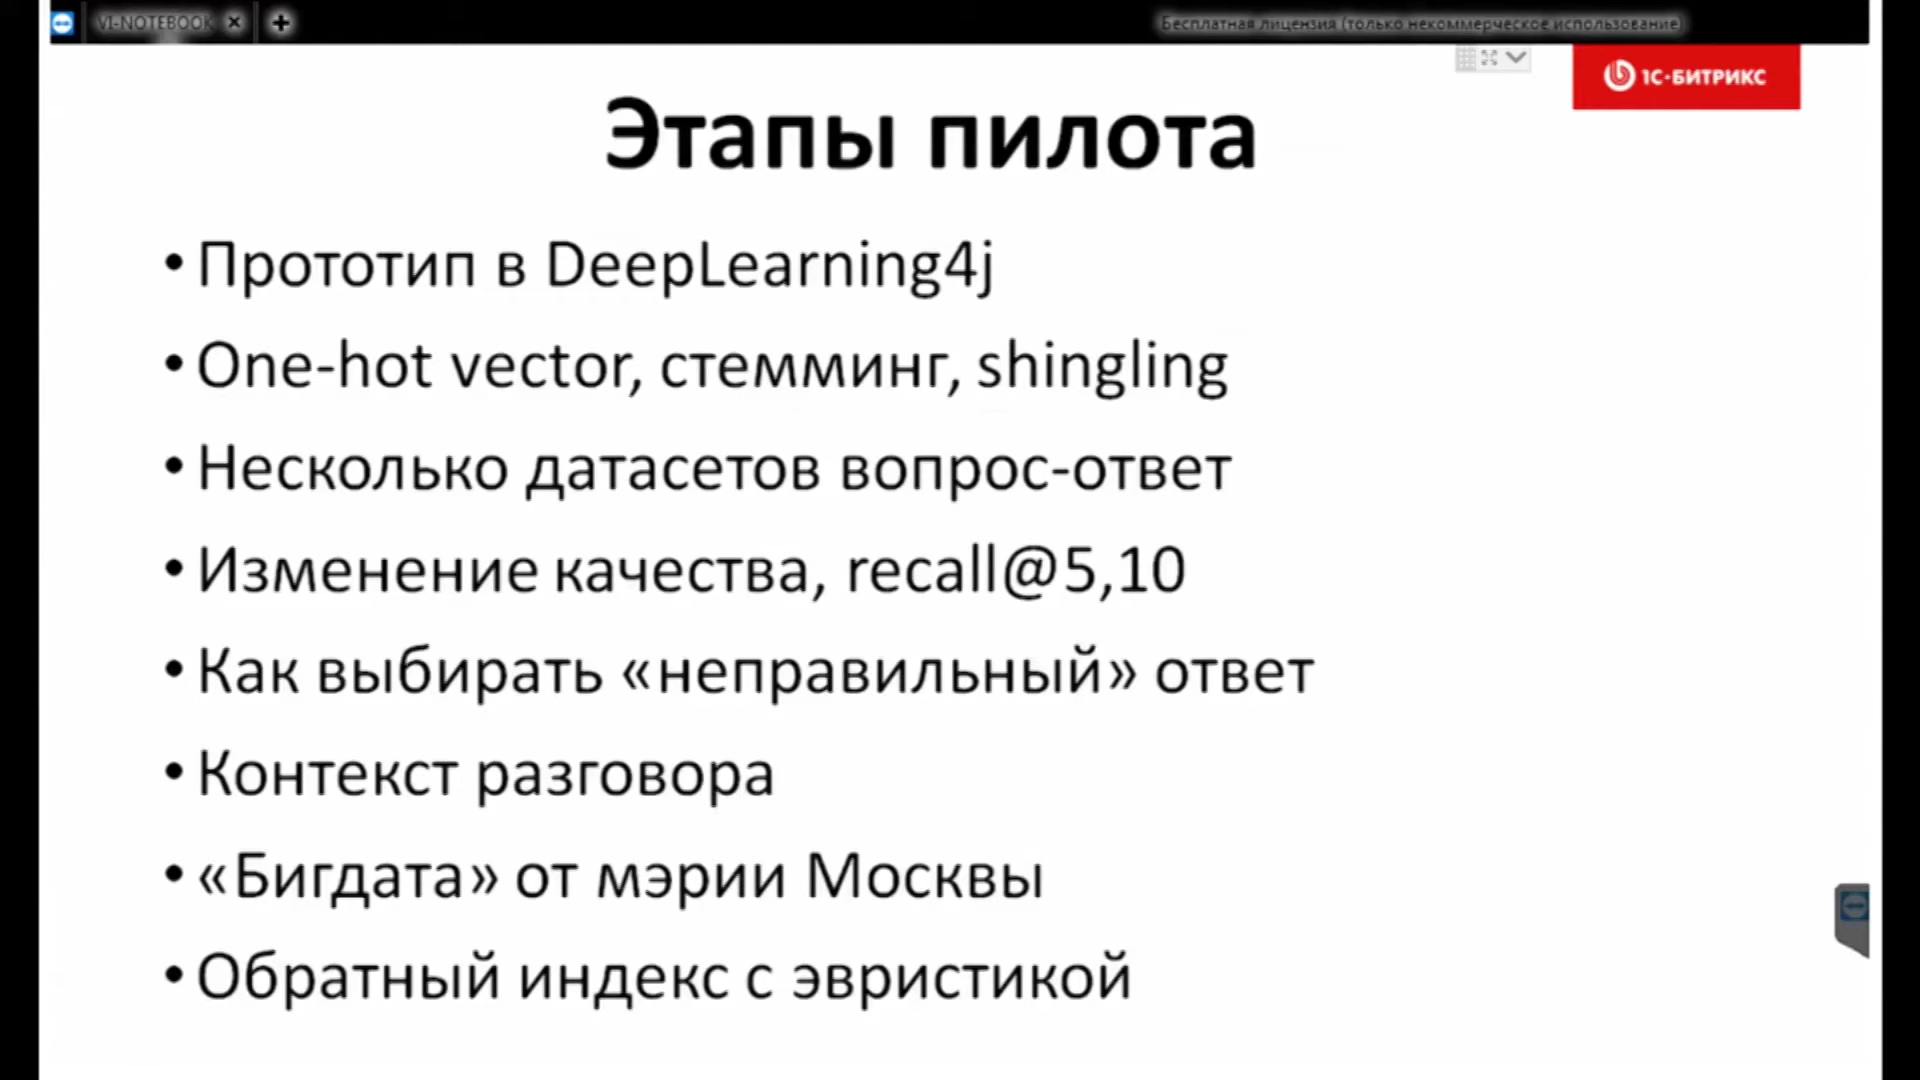 VI-NOTEBOOK
Бесплатная лицензия (только некоммерческое использование)
1С·БИТРИКС
Этапы пилота
• Прототип в DeepLearning4j
• One-hot vector, стемминг, shingling
• Несколько датасетов вопрос-ответ
• Изменение качества, recall@5,10
• Как выбирать «неправильный» ответ
• Контекст разговора
• «Бигдата» от мэрии Москвы
• Обратный индекс с эвристикой